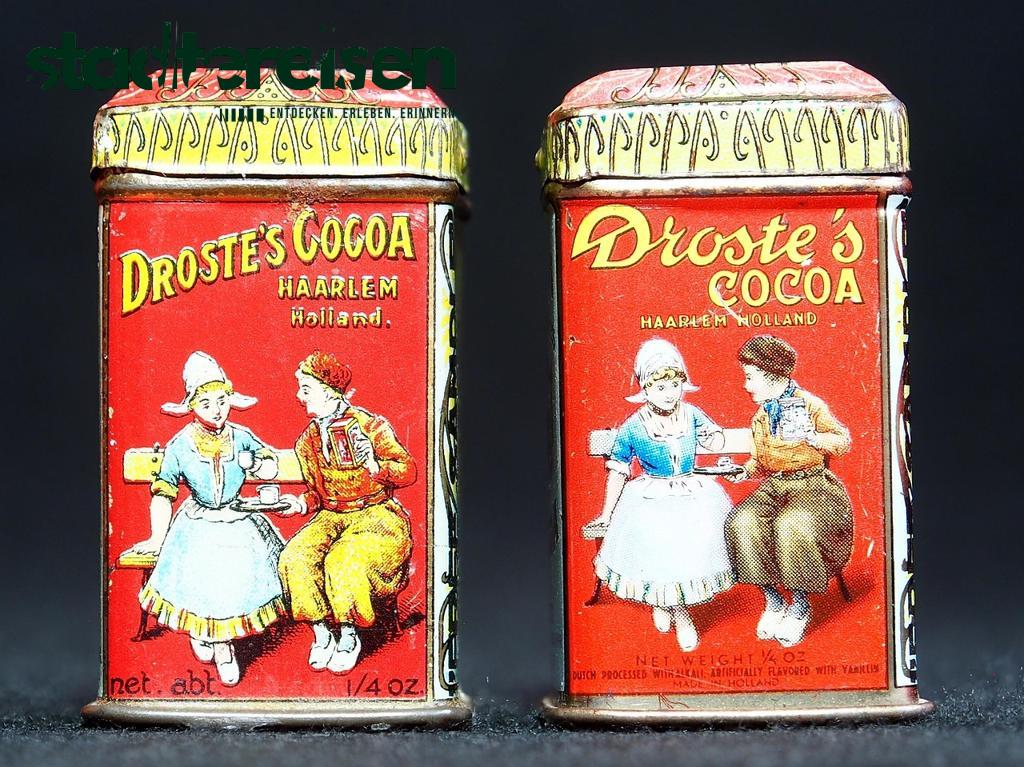 stadtereisen
ENTDECKEN. ERLEBEN. ERINNERN
DROSTE'S COCOA
HAARLEM
Holland.
net. abt. 1/4 oz.
Droste's
COCOA
HAARLEM HOLLAND
NET WEIGHT 1/4 OZ
DUTCH PROCESSED WITH ALKALI, ARTIFICIALLY FLAVORED WITH VANILLIN
MADE IN HOLLAND